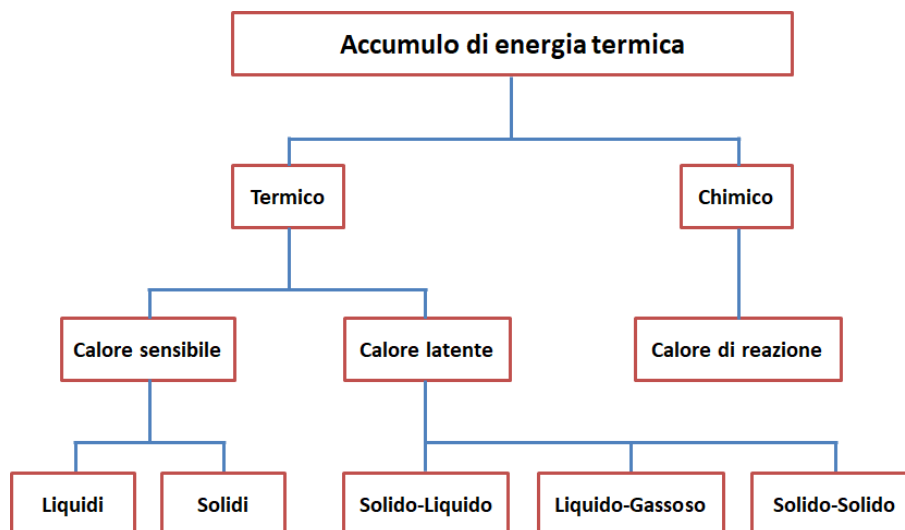 Accumulo di energia termica
Termico
Chimico
Calore sensibile
Calore latente
Calore di reazione
Liquidi
Solidi
Solido-Liquido
Liquido-Gassoso
Solido-Solido